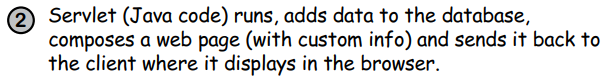 2 Servlet (Java code) runs, adds data to the database,
composes a web page (with custom info) and sends it back to
the client where it displays in the browser.